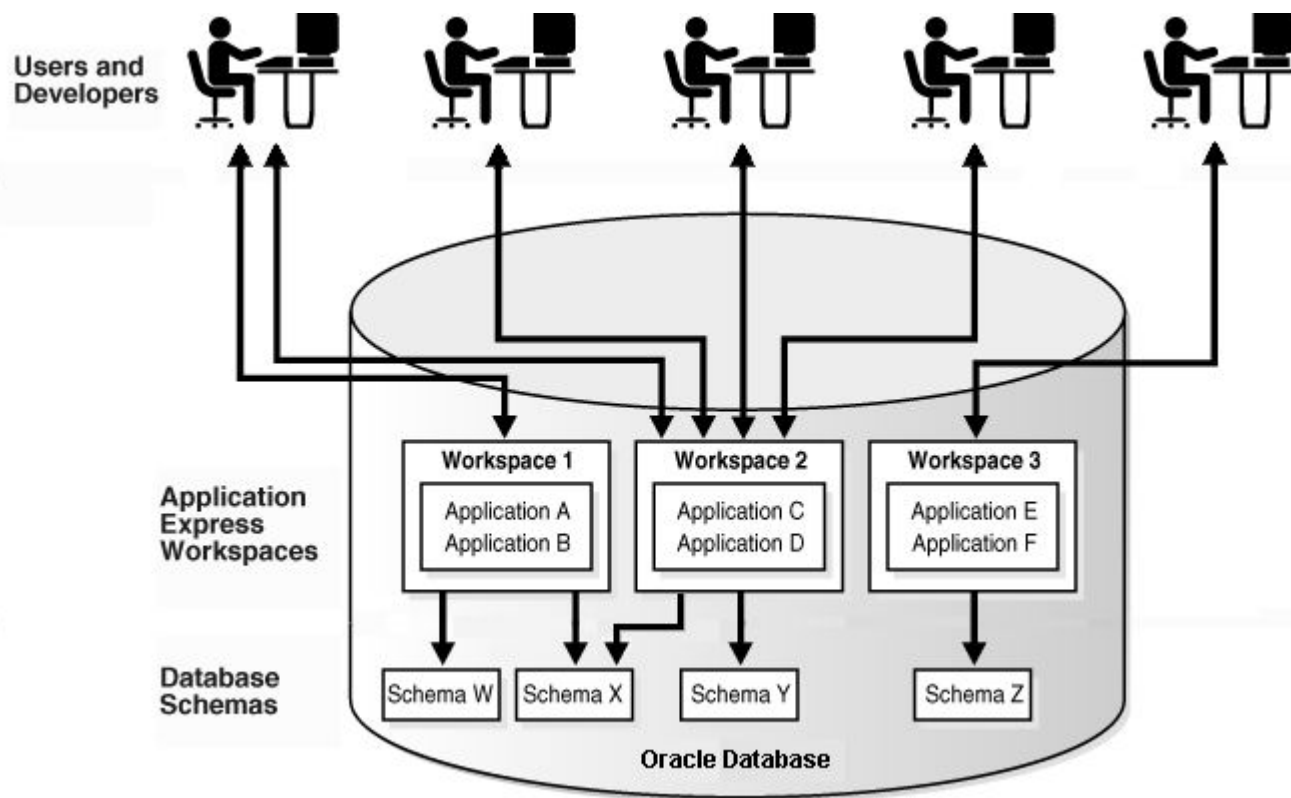 Users and
Developers
Workspace 1
Workspace 2
Workspace 3
Application A
Application B
Application C
Application D
Application E
Application F
Application
Express
Workspaces
Database
Schemas
Schema W
Schema X
Schema Y
Schema Z
Oracle Database